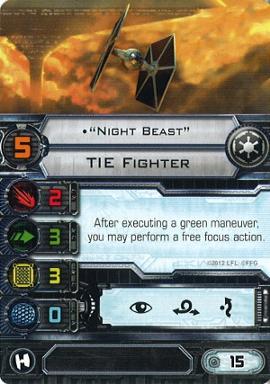 •“Night Beast”
5
TIE Fighter
2
After executing a green maneuver,
you may perform a free focus action.
3
©2012 LFL ©FFG
3
0
15